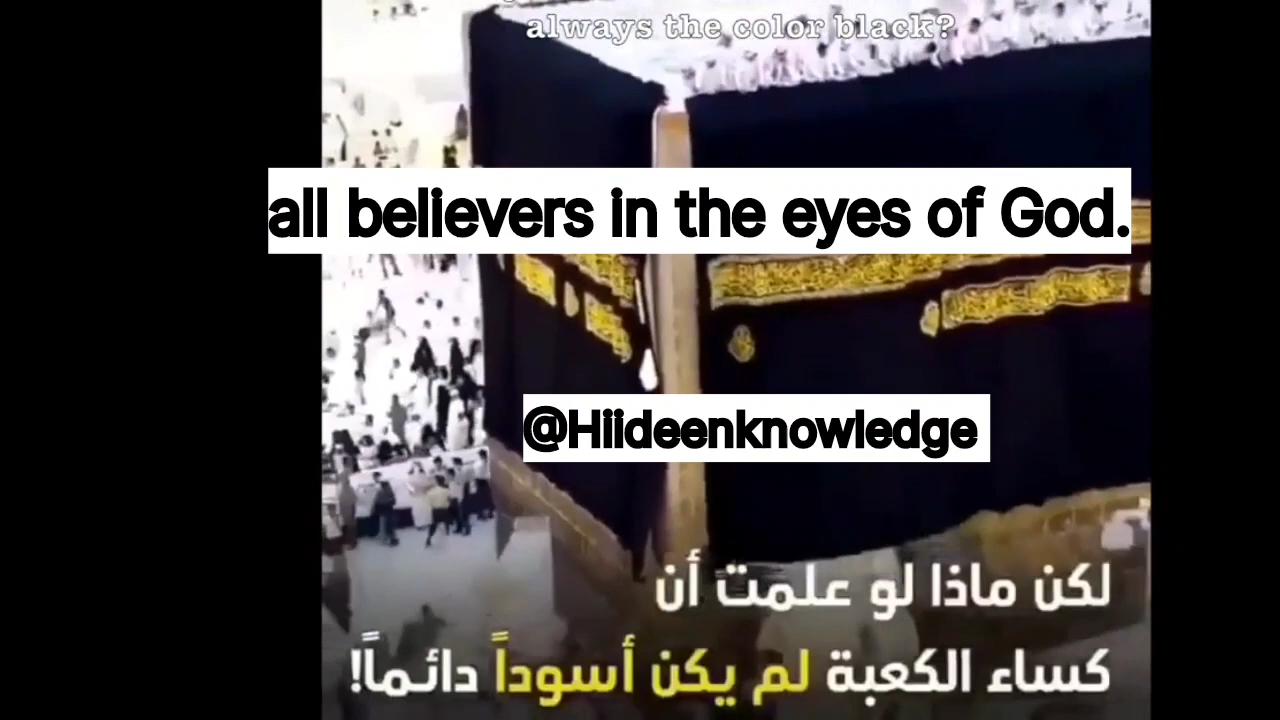 always the color black?
all believers in the eyes of God.
@Hiideenknowledge
لكن ماذا لو علمت أن
كساء الكعبة لم يكن أسوداً دائماً!